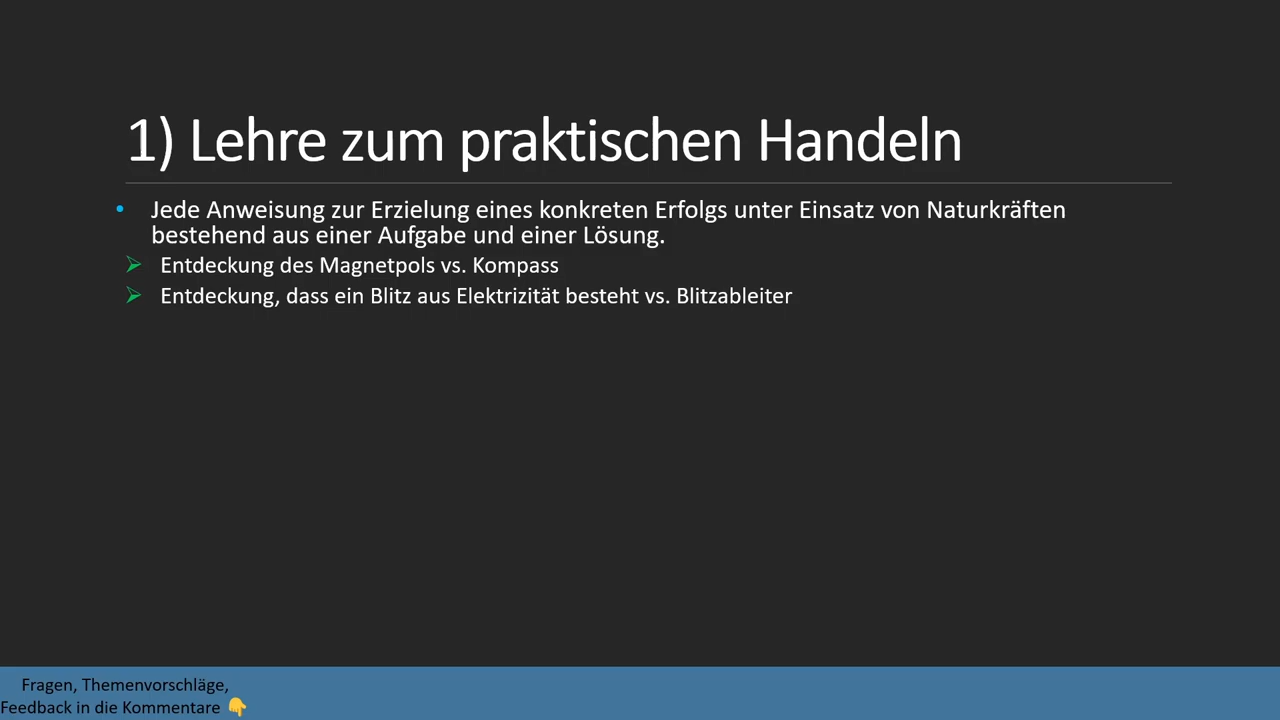 1) Lehre zum praktischen Handeln
• Jede Anweisung zur Erzielung eines konkreten Erfolgs unter Einsatz von Naturkräften
bestehend aus einer Aufgabe und einer Lösung.
➢ Entdeckung des Magnetpols vs. Kompass
➢ Entdeckung, dass ein Blitz aus Elektrizität besteht vs. Blitzableiter
Fragen, Themenvorschläge,
Feedback in die Kommentare 👇